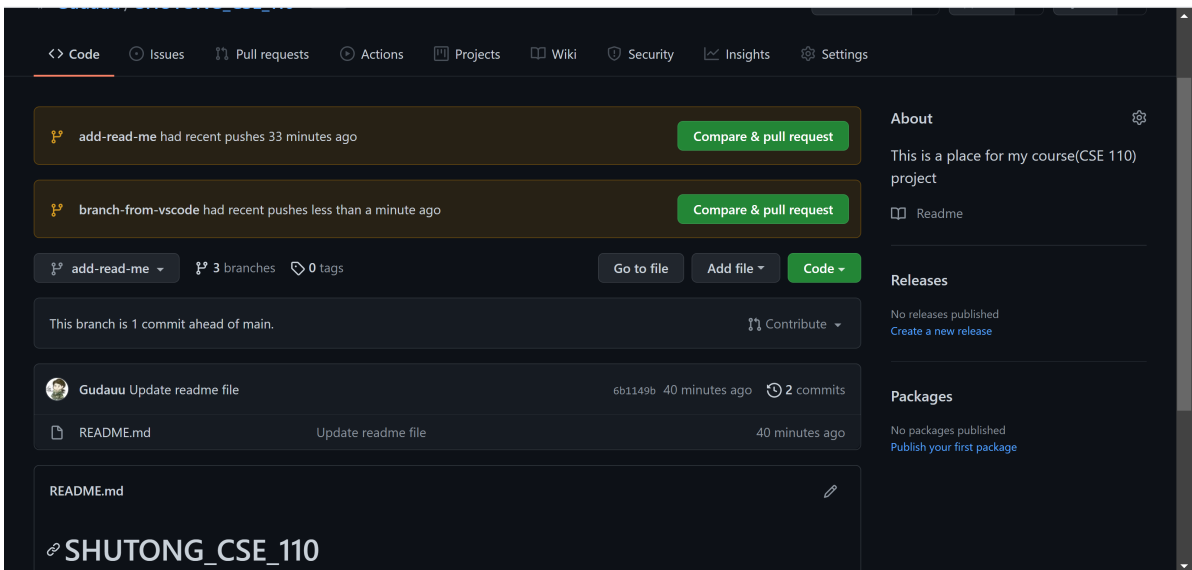 <> Code Issues Pull requests Actions Projects Wiki Security Insights Settings
add-read-me had recent pushes 33 minutes ago Compare & pull request
branch-from-vscode had recent pushes less than a minute ago Compare & pull request
add-read-me 3 branches 0 tags Go to file Add file Code
This branch is 1 commit ahead of main. Contribute
Gudauu Update readme file 6b1149b 40 minutes ago 2 commits
README.md Update readme file 40 minutes ago
README.md
SHUTONG_CSE_110
About
This is a place for my course(CSE 110)
project
Readme
Releases
No releases published
Create a new release
Packages
No packages published
Publish your first package